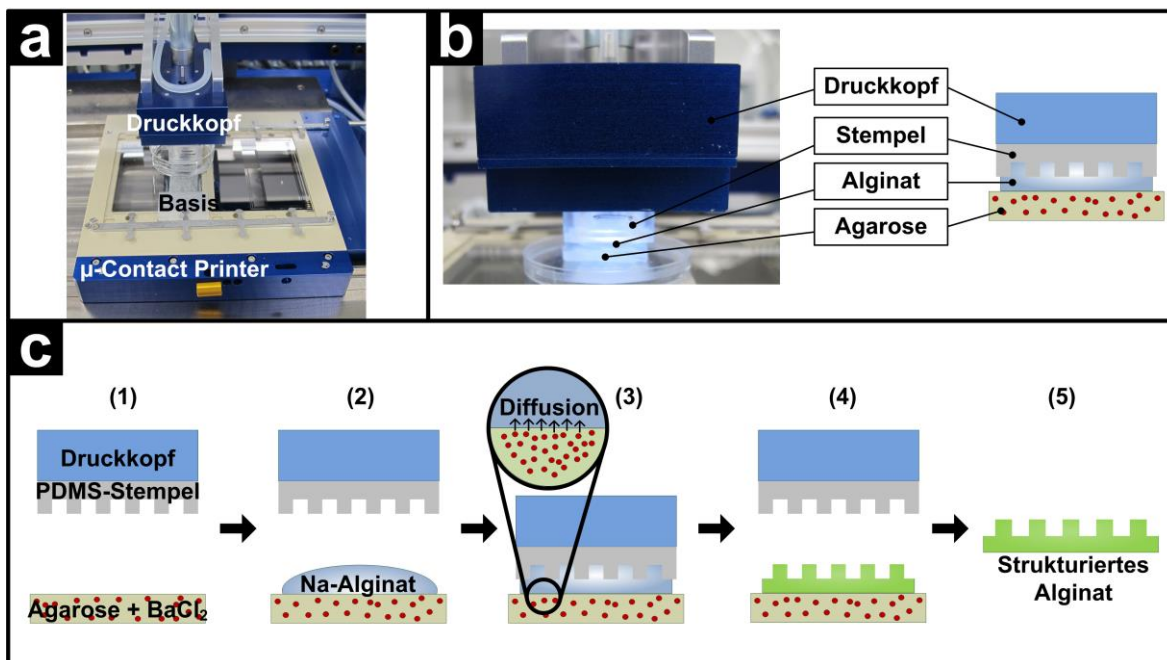 a
Druckkopf
Basis
µ-Contact Printer
b
Druckkopf
Stempel
Alginat
Agarose
c
(1)
Druckkopf
PDMS-Stempel
Agarose + BaCl₂
(2)
Na-Alginat
(3)
Diffusion
(4)
(5)
Strukturiertes
Alginat